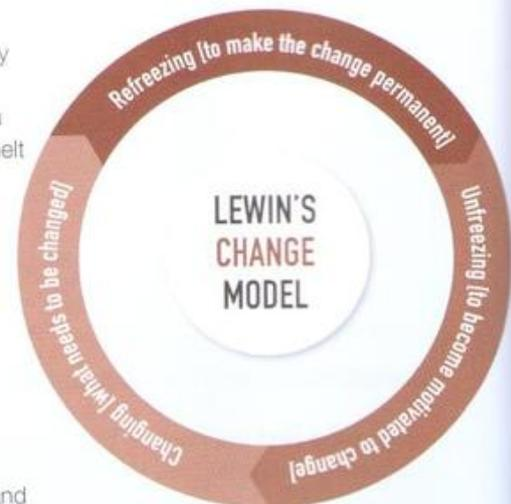 Refreezing [to make the change permanent]
Unfreezing [to become motivated to change]
Changing [what needs to be changed]
LEWIN'S
CHANGE
MODEL